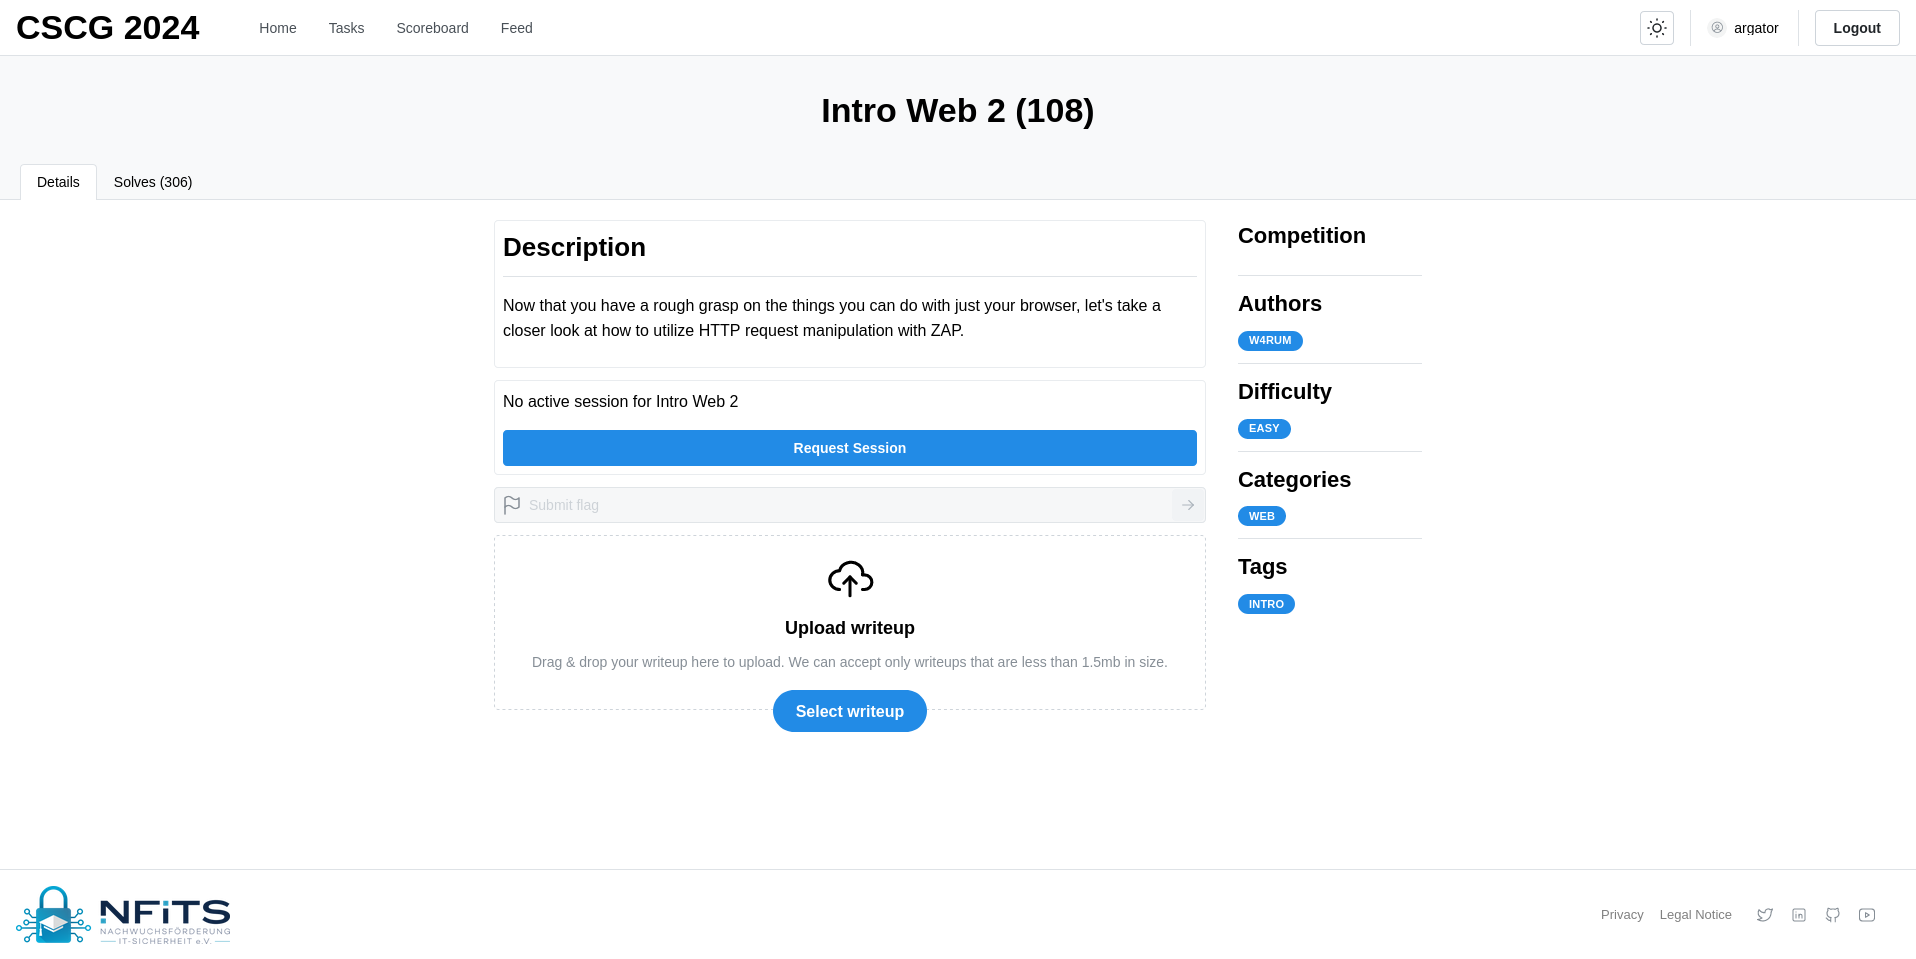 CSCG 2024
Home
Tasks
Scoreboard
Feed
argator
Logout
Intro Web 2 (108)
Details
Solves (306)
Description
Now that you have a rough grasp on the things you can do with just your browser, let's take a
closer look at how to utilize HTTP request manipulation with ZAP.
No active session for Intro Web 2
Request Session
Submit flag
Upload writeup
Drag & drop your writeup here to upload. We can accept only writeups that are less than 1.5mb in size.
Select writeup
Competition
Authors
W4RUM
Difficulty
EASY
Categories
WEB
Tags
INTRO
NFiTS
NACHWUCHSFÖRDERUNG
IT-SICHERHEIT e.V.
Privacy
Legal Notice